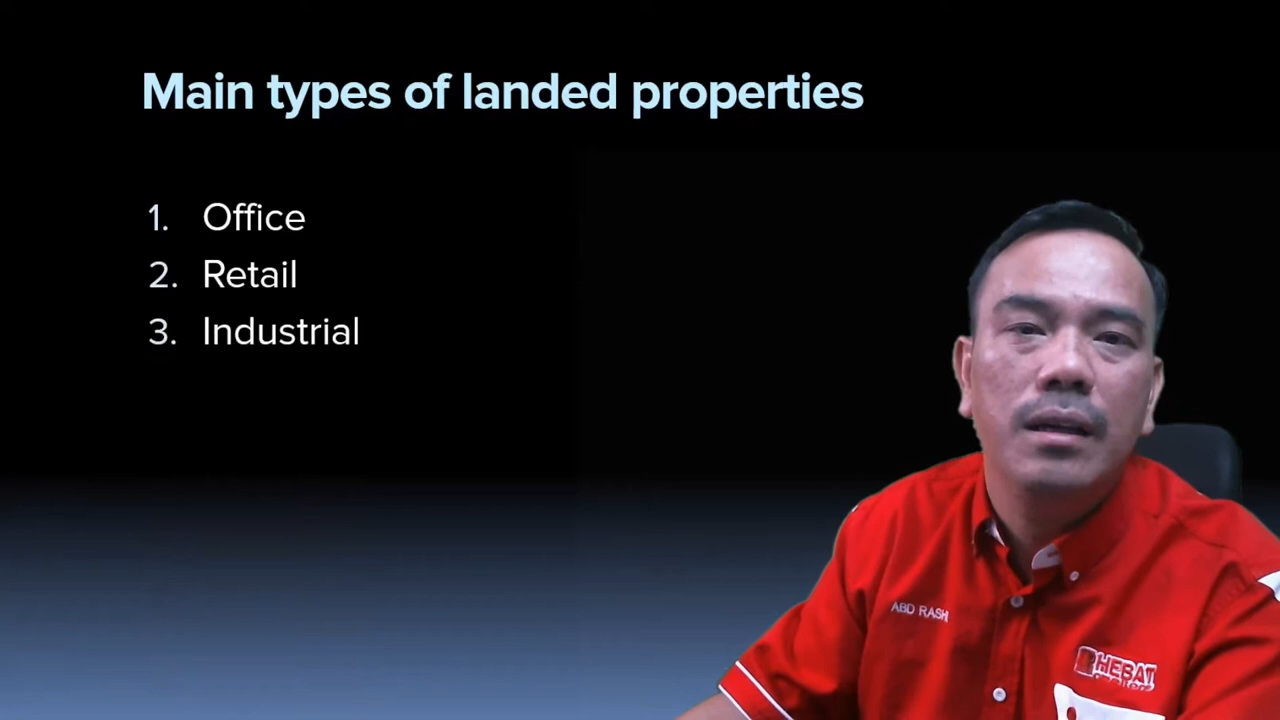 Main types of landed properties
1. Office
2. Retail
3. Industrial
ABD RASH
HEBAT